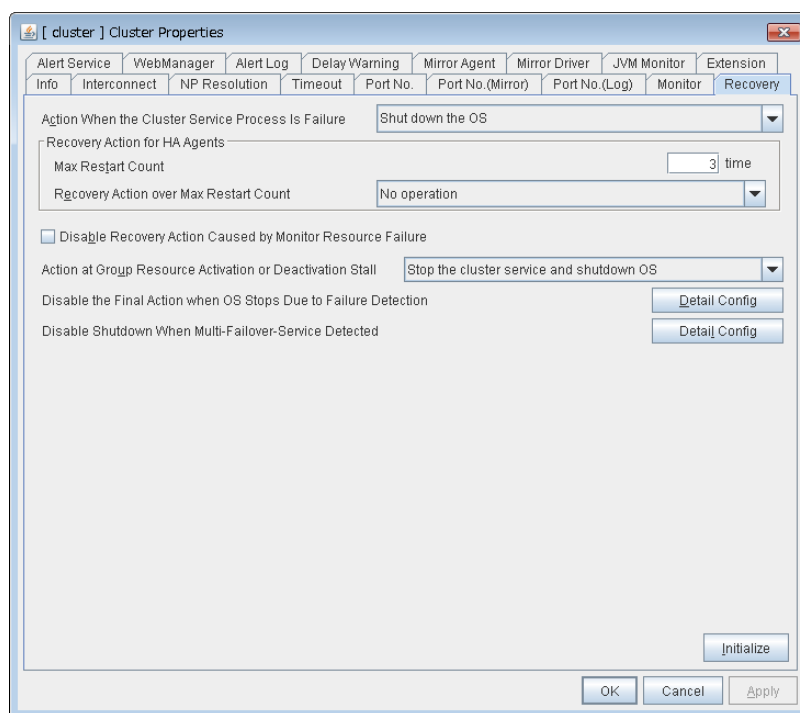 [ cluster ] Cluster Properties
Alert Service WebManager Alert Log Delay Warning Mirror Agent Mirror Driver JVM Monitor Extension
Info Interconnect NP Resolution Timeout Port No. Port No.(Mirror) Port No.(Log) Monitor Recovery
Action When the Cluster Service Process Is Failure Shut down the OS
Recovery Action for HA Agents
Max Restart Count 3 time
Recovery Action over Max Restart Count No operation
Disable Recovery Action Caused by Monitor Resource Failure
Action at Group Resource Activation or Deactivation Stall Stop the cluster service and shutdown OS
Disable the Final Action when OS Stops Due to Failure Detection Detail Config
Disable Shutdown When Multi-Failover-Service Detected Detail Config
Initialize
OK Cancel Apply